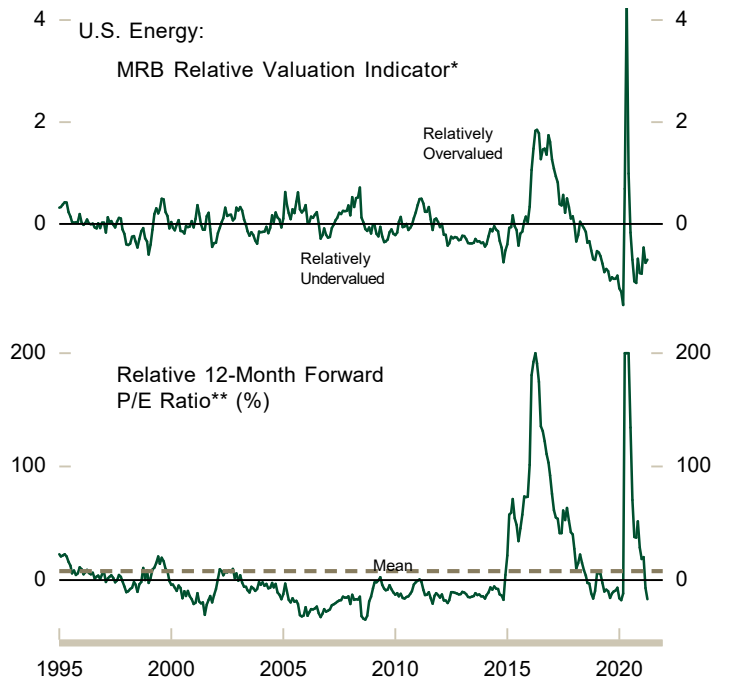 4
4
U.S. Energy:
MRB Relative Valuation Indicator*
2
2
Relatively
Overvalued
0
0
Relatively
Undervalued
200
200
Relative 12-Month Forward
P/E Ratio** (%)
100
100
Mean
0
0
1995 2000 2005 2010 2015 2020